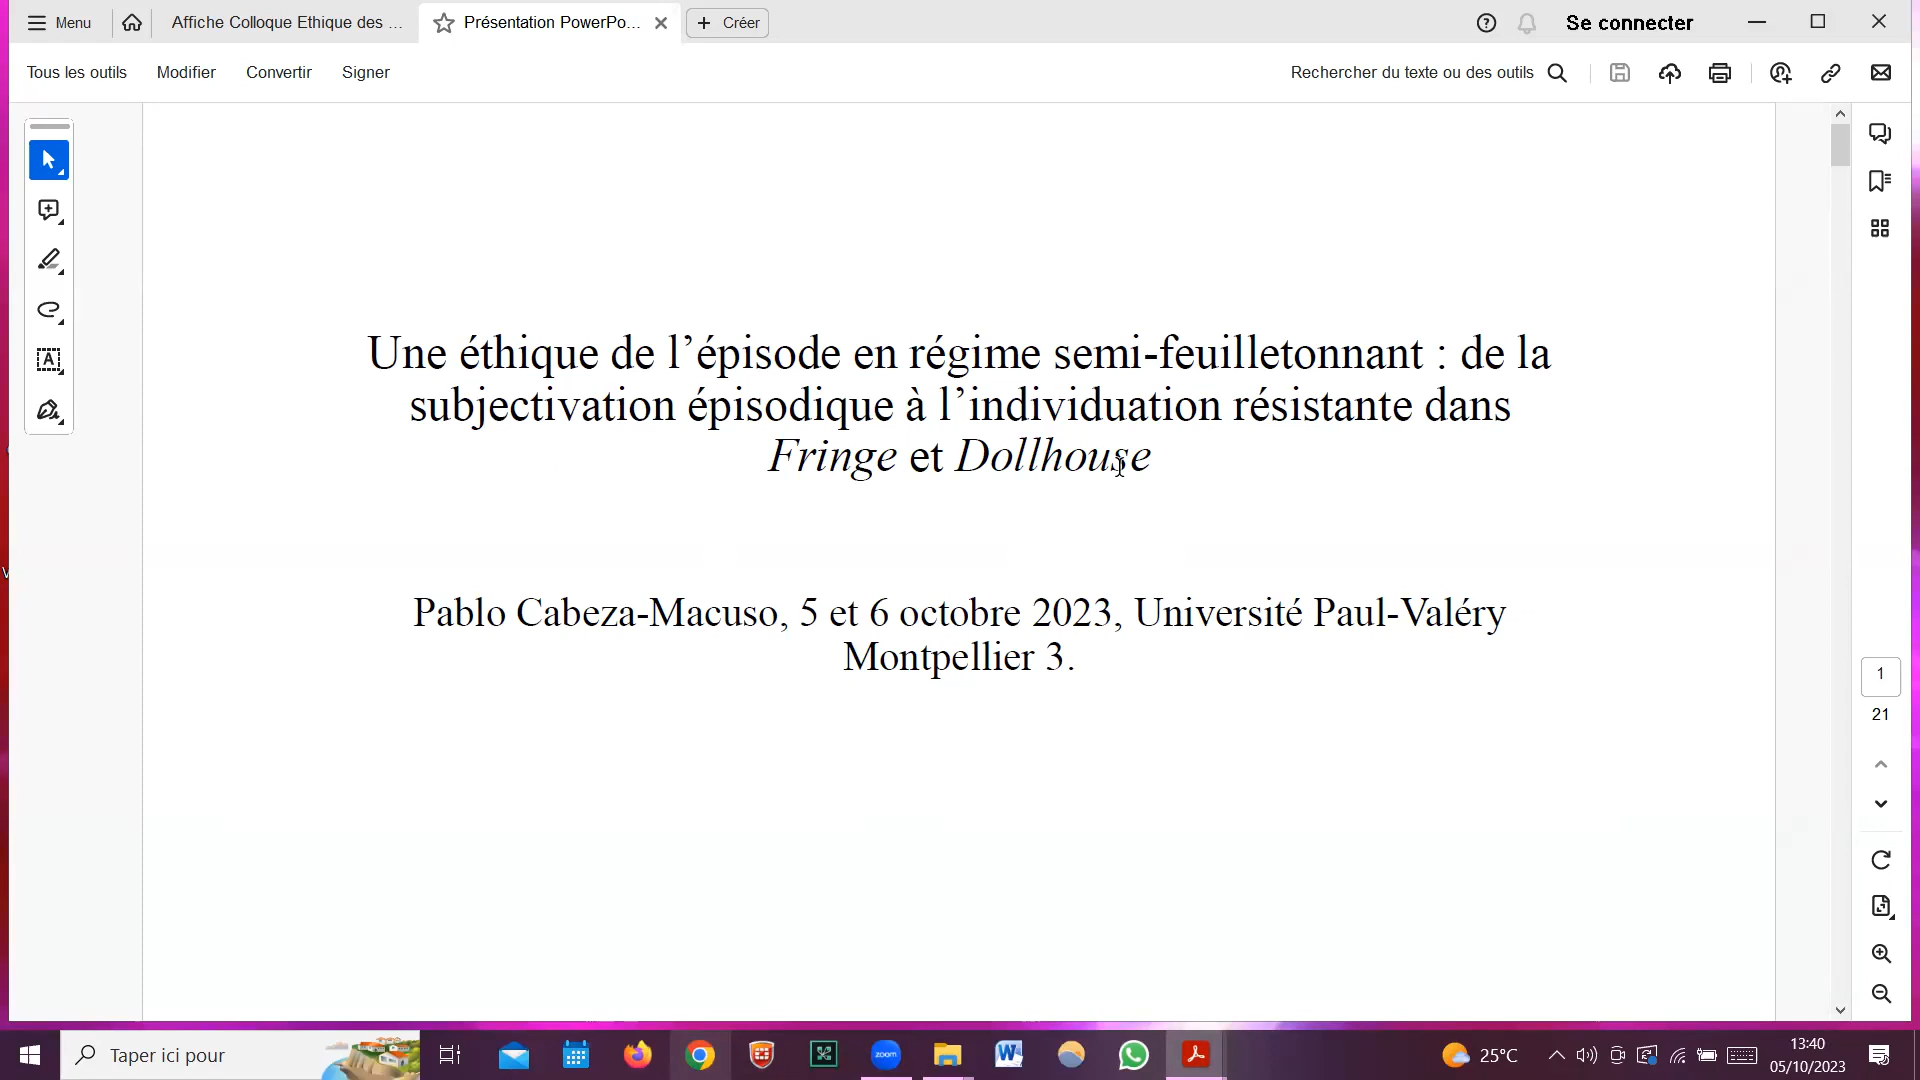 Menu
Affiche Colloque Ethique des ...
Présentation PowerPo...
Créer
Se connecter
Tous les outils
Modifier
Convertir
Signer
Rechercher du texte ou des outils
Une éthique de l’épisode en régime semi-feuilletonnant : de la
subjectivation épisodique à l’individuation résistante dans
Fringe et Dollhouse
Pablo Cabeza-Macuso, 5 et 6 octobre 2023, Université Paul-Valéry
Montpellier 3.
1
21
Taper ici pour
zoom
25°C
13:40
05/10/2023